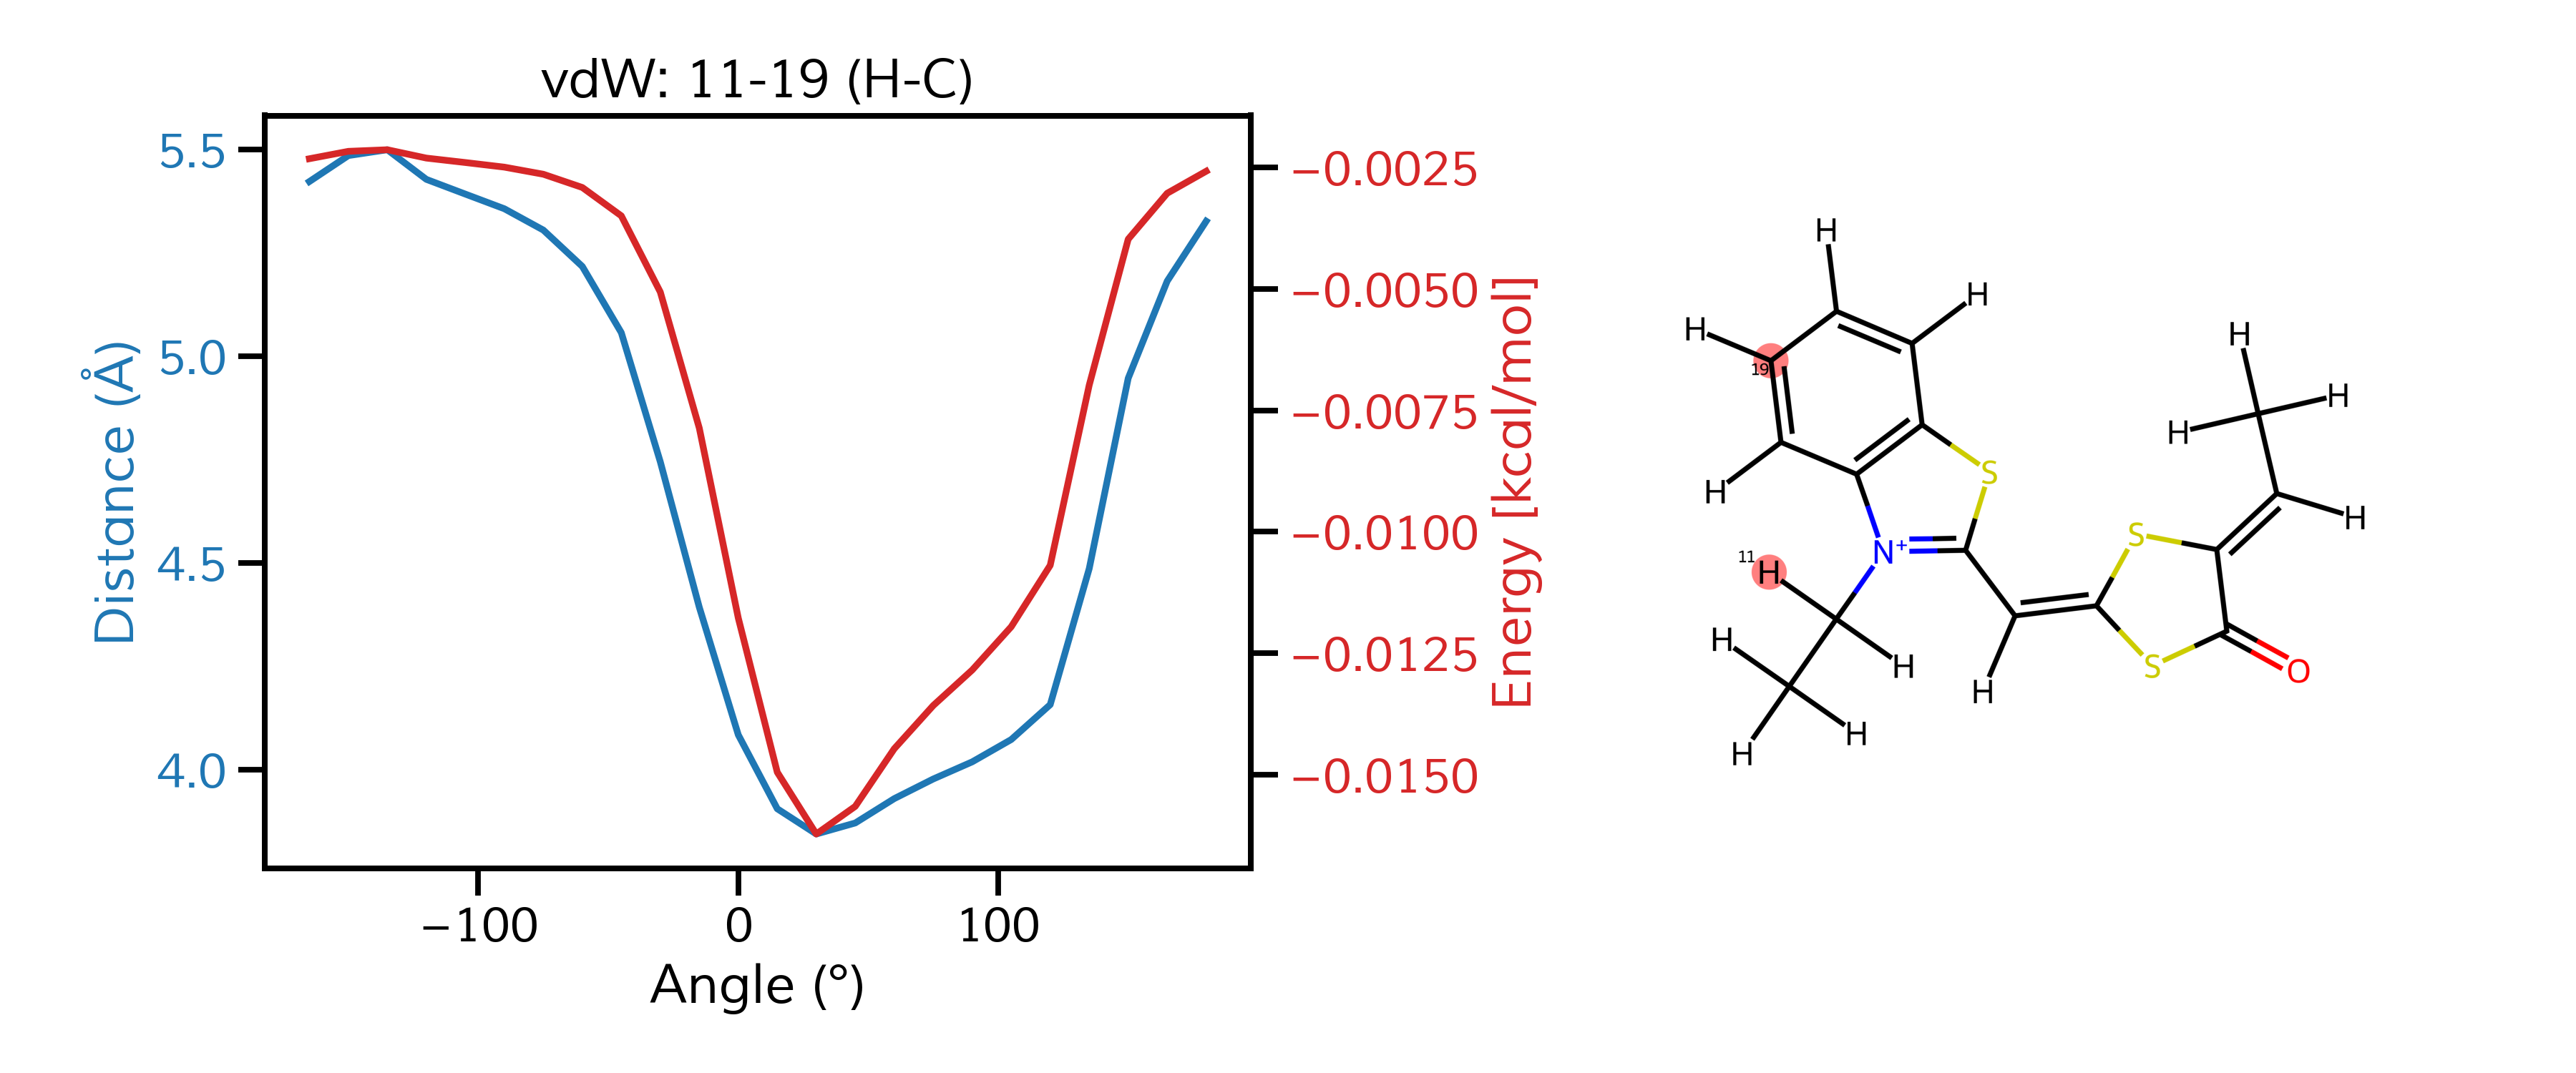 vdW: 11-19 (H-C)
5.5
5.0
4.5
4.0
Distance (Å)
−100
0
100
Angle (°)
−0.0025
−0.0050
−0.0075
−0.0100
−0.0125
−0.0150
Energy [kcal/mol]
H
H
H
19
H
H
H
H
S
H
H
S
N+
11
H
H
H
H
S
O
H
H